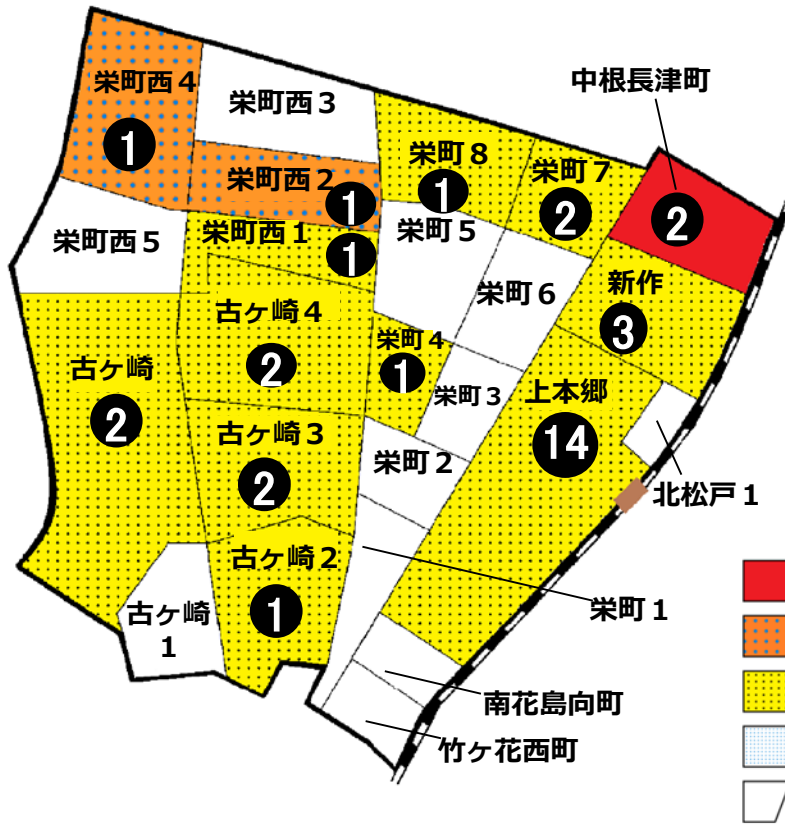 中根長津町
栄町西４
1
栄町西３
栄町８
1
栄町７
2
2
栄町西２
1
栄町西５
栄町西１
1
栄町５
栄町６
新作
3
古ヶ崎４
2
栄町４
1
栄町３
上本郷
14
古ヶ崎
2
古ヶ崎３
2
栄町２
北松戸１
古ヶ崎２
1
古ヶ崎
1
栄町１
南花島向町
竹ヶ花西町